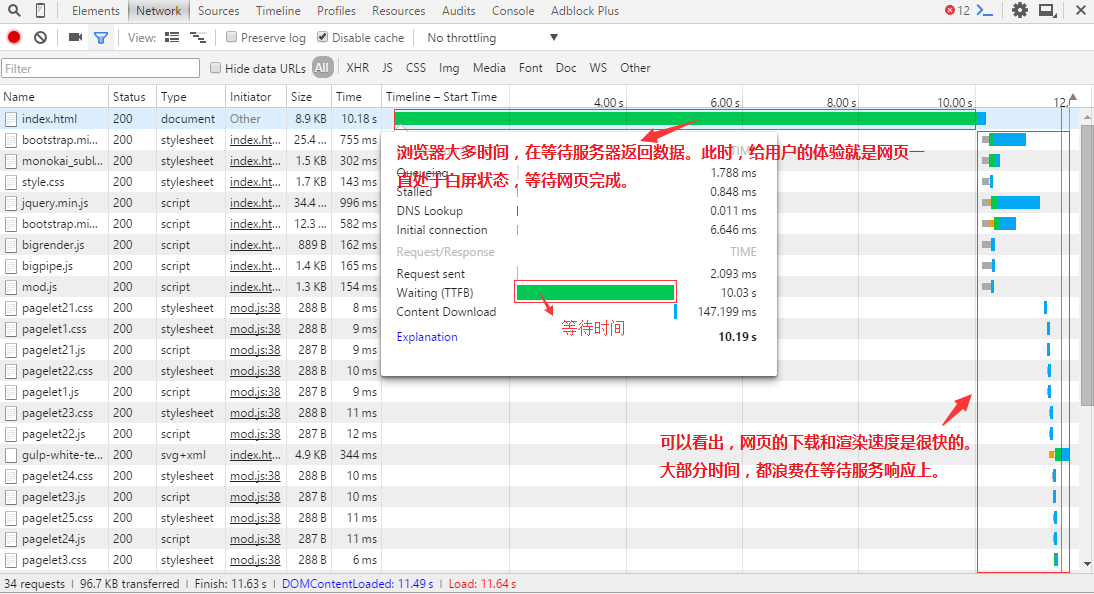 Elements Network Sources Timeline Profiles Resources Audits Console Adblock Plus 12
View: Preserve log Disable cache No throttling
Filter Hide data URLs All XHR JS CSS Img Media Font Doc WS Other
Name Status Type Initiator Size Time Timeline – Start Time 4.00 s 6.00 s 8.00 s 10.00 s 12.
index.html 200 document Other 8.9 KB 10.18 s
bootstrap.mi... 200 stylesheet index.ht... 25.4 ... 755 ms
monokai_subl... 200 stylesheet index.ht... 1.5 KB 302 ms
style.css 200 stylesheet index.ht... 1.7 KB 143 ms
jquery.min.js 200 script index.ht... 34.4 ... 996 ms
bootstrap.mi... 200 script index.ht... 12.3 ... 582 ms
bigrender.js 200 script index.ht... 889 B 162 ms
bigpipe.js 200 script index.ht... 1.4 KB 165 ms
mod.js 200 script index.ht... 1.3 KB 154 ms
pagelet21.css 200 stylesheet mod.js:38 288 B 8 ms
pagelet1.css 200 stylesheet mod.js:38 288 B 9 ms
pagelet21.js 200 script mod.js:38 287 B 9 ms
pagelet22.css 200 stylesheet mod.js:38 288 B 10 ms
pagelet1.js 200 script mod.js:38 287 B 9 ms
pagelet23.css 200 stylesheet mod.js:38 288 B 11 ms
pagelet22.js 200 script mod.js:38 287 B 12 ms
gulp-white-te... 200 svg+xml index.ht... 4.9 KB 344 ms
pagelet24.css 200 stylesheet mod.js:38 288 B 10 ms
pagelet23.js 200 script mod.js:38 287 B 10 ms
pagelet25.css 200 stylesheet mod.js:38 288 B 11 ms
pagelet24.js 200 script mod.js:38 287 B 11 ms
pagelet3.css 200 stylesheet mod.js:38 288 B 6 ms
浏览器大多时间，在等待服务器返回数据。此时，给用户的体验就是网页一
直处于白屏状态，等待网页完成。
TIME
Queueing 1.788 ms
Stalled 0.848 ms
DNS Lookup 0.011 ms
Initial connection 6.646 ms
Request/Response TIME
Request sent 2.093 ms
Waiting (TTFB) 10.03 s
Content Download 147.199 ms
等待时间
Explanation 10.19 s
可以看出，网页的下载和渲染速度是很快的。
大部分时间，都浪费在等待服务响应上。
34 requests | 96.7 KB transferred | Finish: 11.63 s | DOMContentLoaded: 11.49 s | Load: 11.64 s